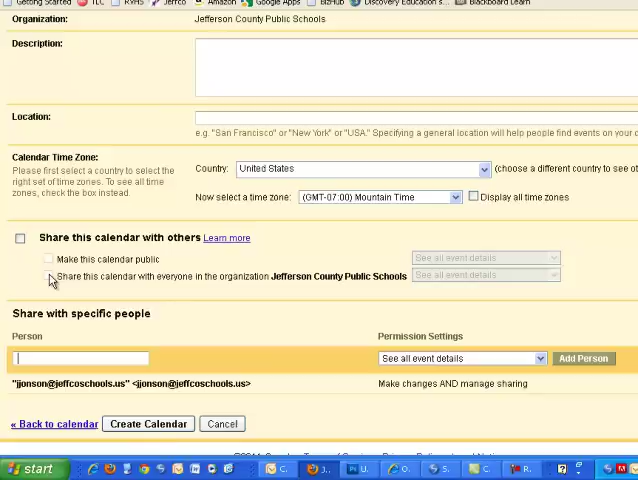 Getting Started TLC RVHS Jeffco Amazon Google Apps BizHub Discovery Education's... Blackboard Learn
Organization: Jefferson County Public Schools
Description:
Location:
e.g. "San Francisco" or "New York" or "USA." Specifying a general location will help people find events on your
Calendar Time Zone:
Please first select a country to select the
right set of time zones. To see all time
zones, check the box instead.
Country: United States (choose a different country to see ot
Now select a time zone: (GMT-07:00) Mountain Time Display all time zones
Share this calendar with others Learn more
Make this calendar public See all event details
Share this calendar with everyone in the organization Jefferson County Public Schools See all event details
Share with specific people
Person Permission Settings
See all event details Add Person
"jjonson@jeffcoschools.us" <jjonson@jeffcoschools.us> Make changes AND manage sharing
« Back to calendar Create Calendar Cancel
start C. J... U. O. S. C. R.